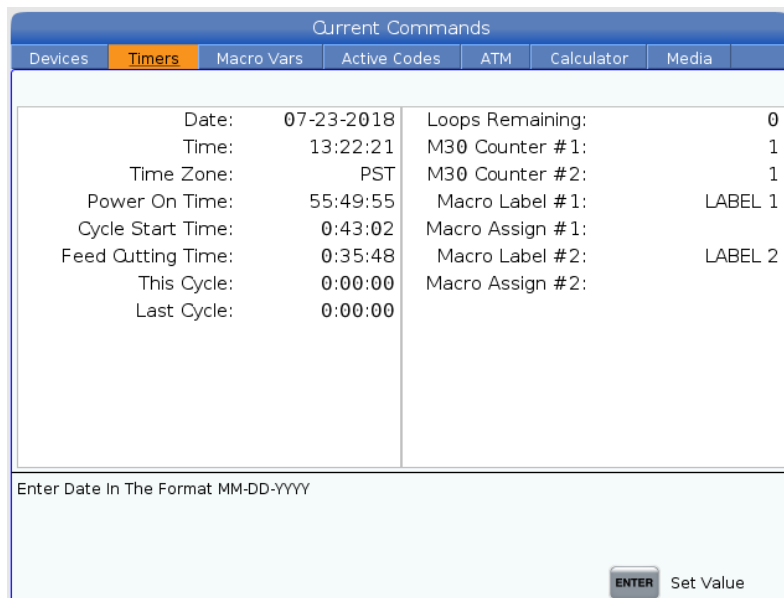 Current Commands
Devices Timers Macro Vars Active Codes ATM Calculator Media
Date: 07-23-2018
Time: 13:22:21
Time Zone: PST
Power On Time: 55:49:55
Cycle Start Time: 0:43:02
Feed Cutting Time: 0:35:48
This Cycle: 0:00:00
Last Cycle: 0:00:00
Loops Remaining: 0
M30 Counter #1: 1
M30 Counter #2: 1
Macro Label #1: LABEL 1
Macro Assign #1:
Macro Label #2: LABEL 2
Macro Assign #2:
Enter Date In The Format MM-DD-YYYY
ENTER Set Value